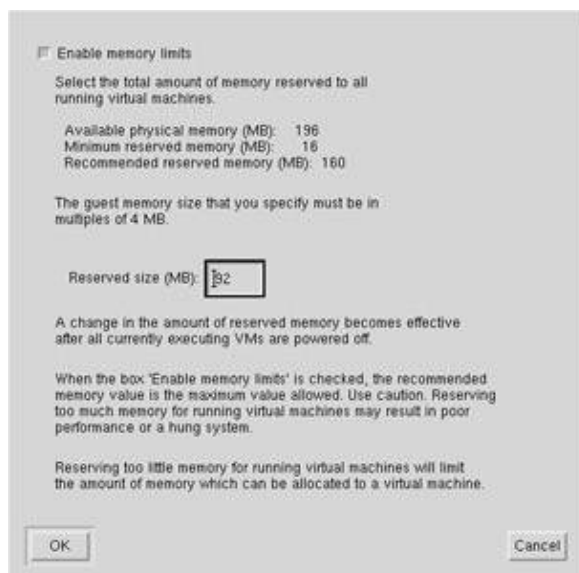 Enable memory limits
Select the total amount of memory reserved to all
running virtual machines.
Available physical memory (MB): 196
Minimum reserved memory (MB): 16
Recommended reserved memory (MB): 160
The guest memory size that you specify must be in
multiples of 4 MB.
Reserved size (MB): 92
A change in the amount of reserved memory becomes effective
after all currently executing VMs are powered off.
When the box 'Enable memory limits' is checked, the recommended
memory value is the maximum value allowed. Use caution. Reserving
too much memory for running virtual machines may result in poor
performance or a hung system.
Reserving too little memory for running virtual machines will limit
the amount of memory which can be allocated to a virtual machine.
OK Cancel